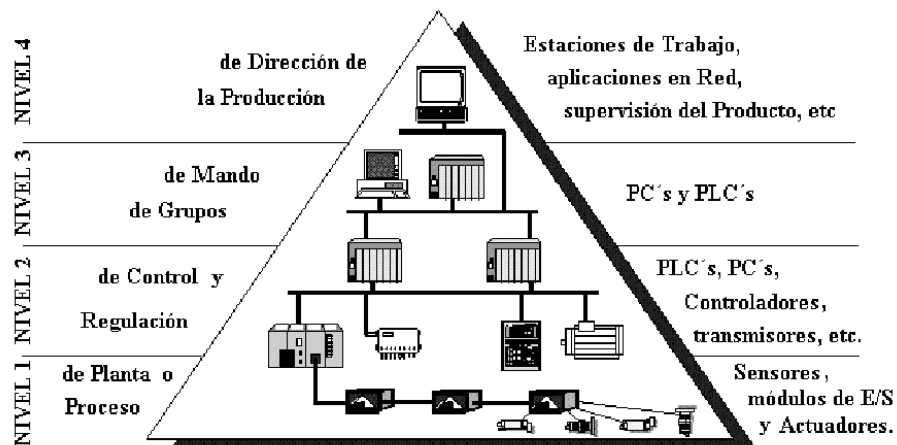 NIVEL 4
de Dirección de
la Producción
Estaciones de Trabajo,
aplicaciones en Red,
supervisión del Producto, etc
NIVEL 3
de Mando
de Grupos
PC´s y PLC´s
NIVEL 2
de Control y
Regulación
PLC´s, PC´s,
Controladores,
transmisores, etc.
NIVEL 1
de Planta o
Proceso
Sensores,
módulos de E/S
y Actuadores.